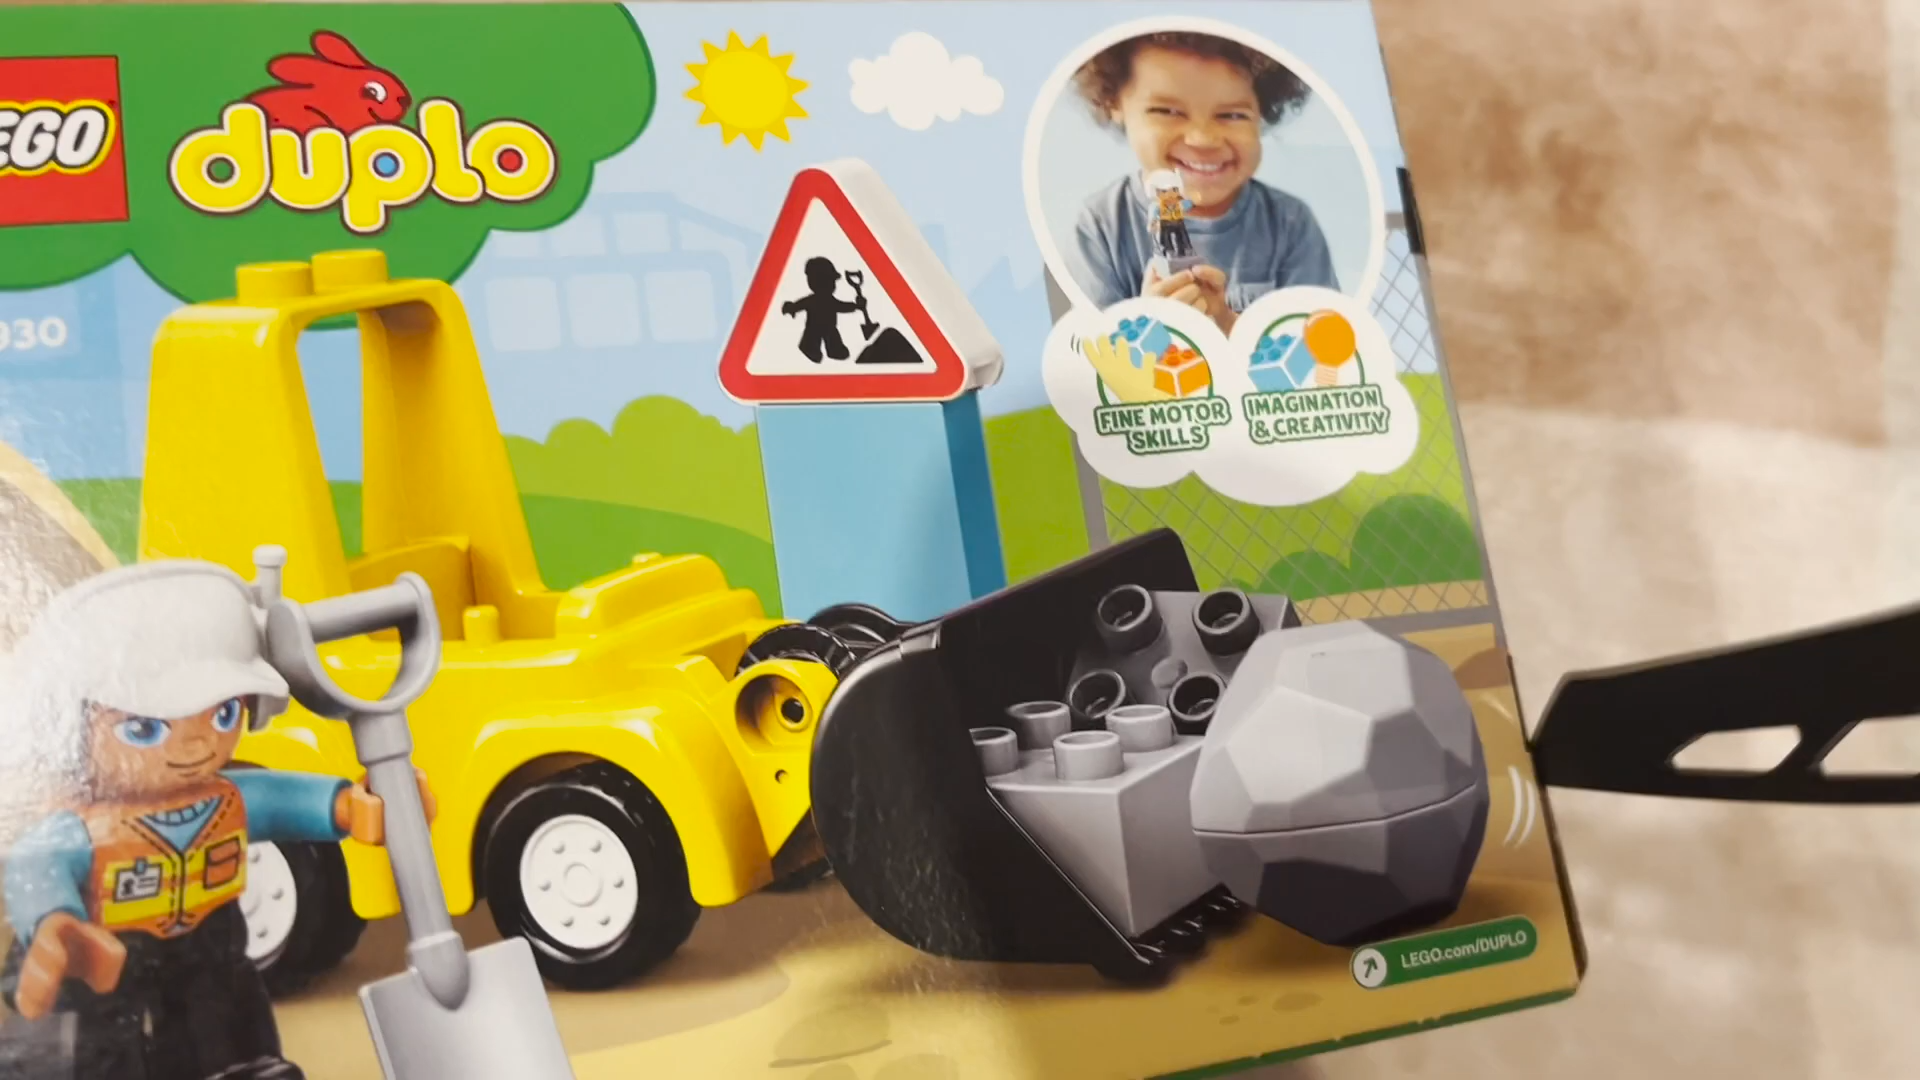 EGO
duplo
930
FINE MOTOR
SKILLS
IMAGINATION
& CREATIVITY
LEGO.com/DUPLO